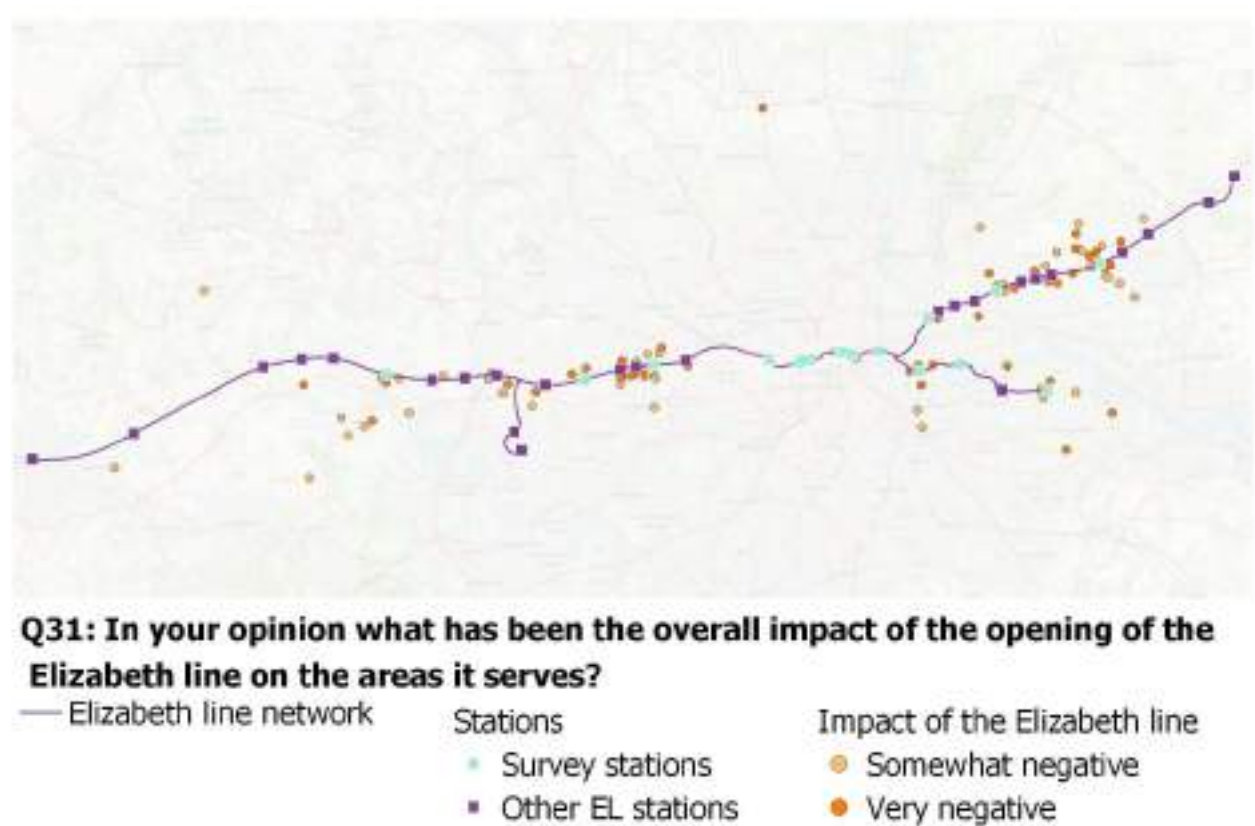 Q31: In your opinion what has been the overall impact of the opening of the
Elizabeth line on the areas it serves?
Elizabeth line network
Stations
Survey stations
Other EL stations
Impact of the Elizabeth line
Somewhat negative
Very negative